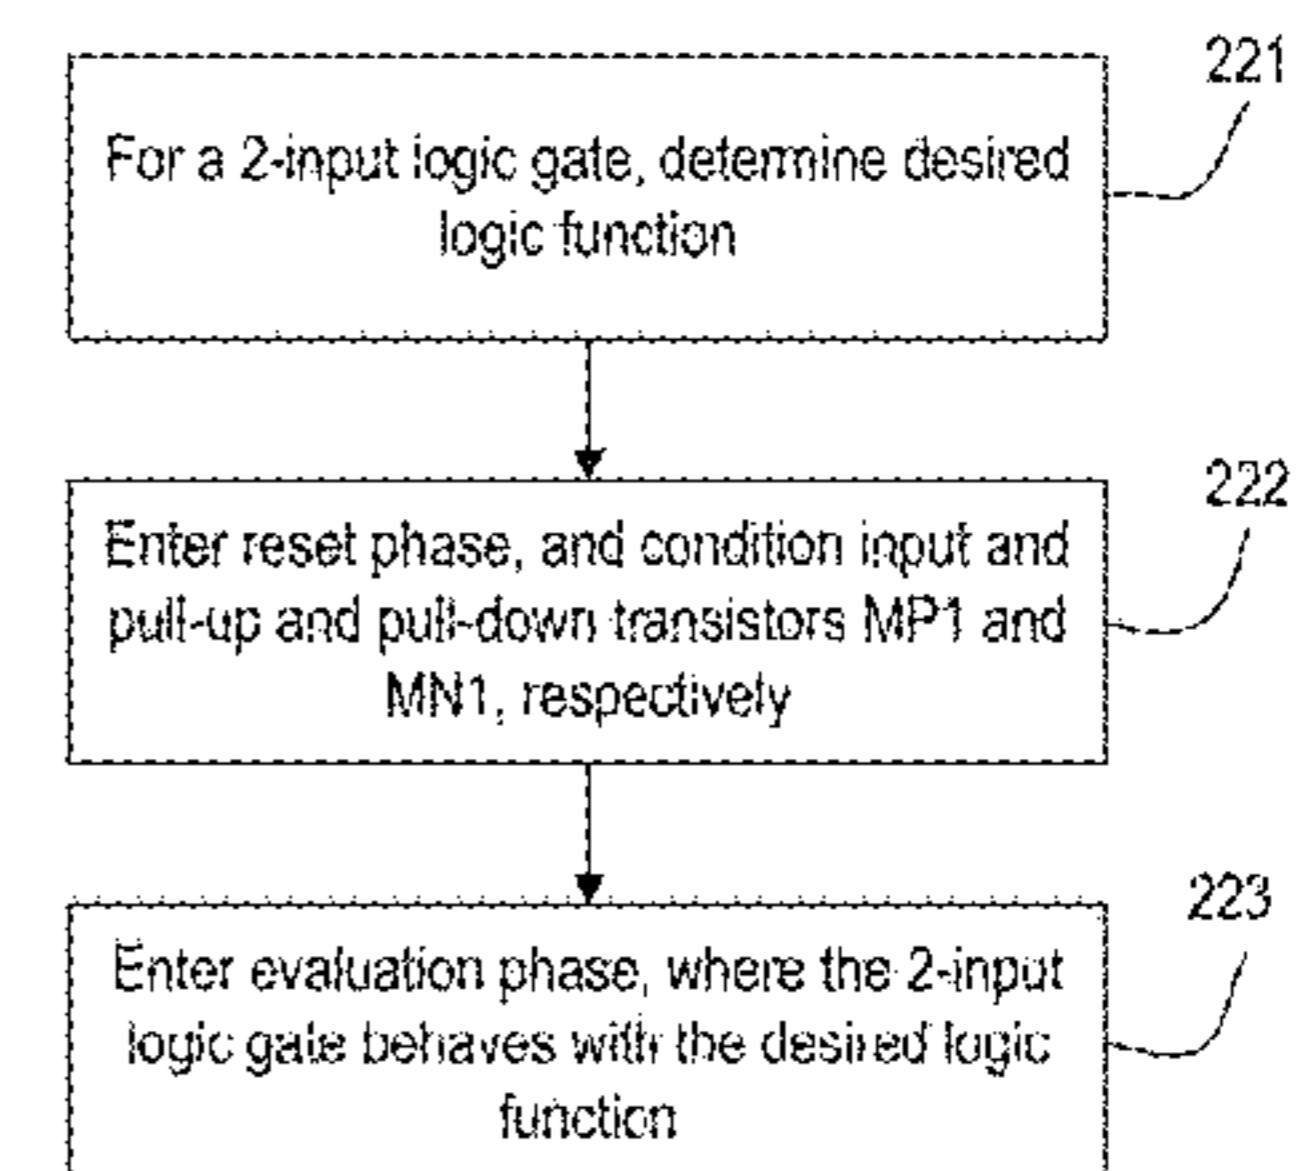 221
For a 2-input logic gate, determine desired
logic function
222
Enter reset phase, and condition input and
pull-up and pull-down transistors MP1 and
MN1, respectively
223
Enter evaluation phase, where the 2-input
logic gate behaves with the desired logic
function